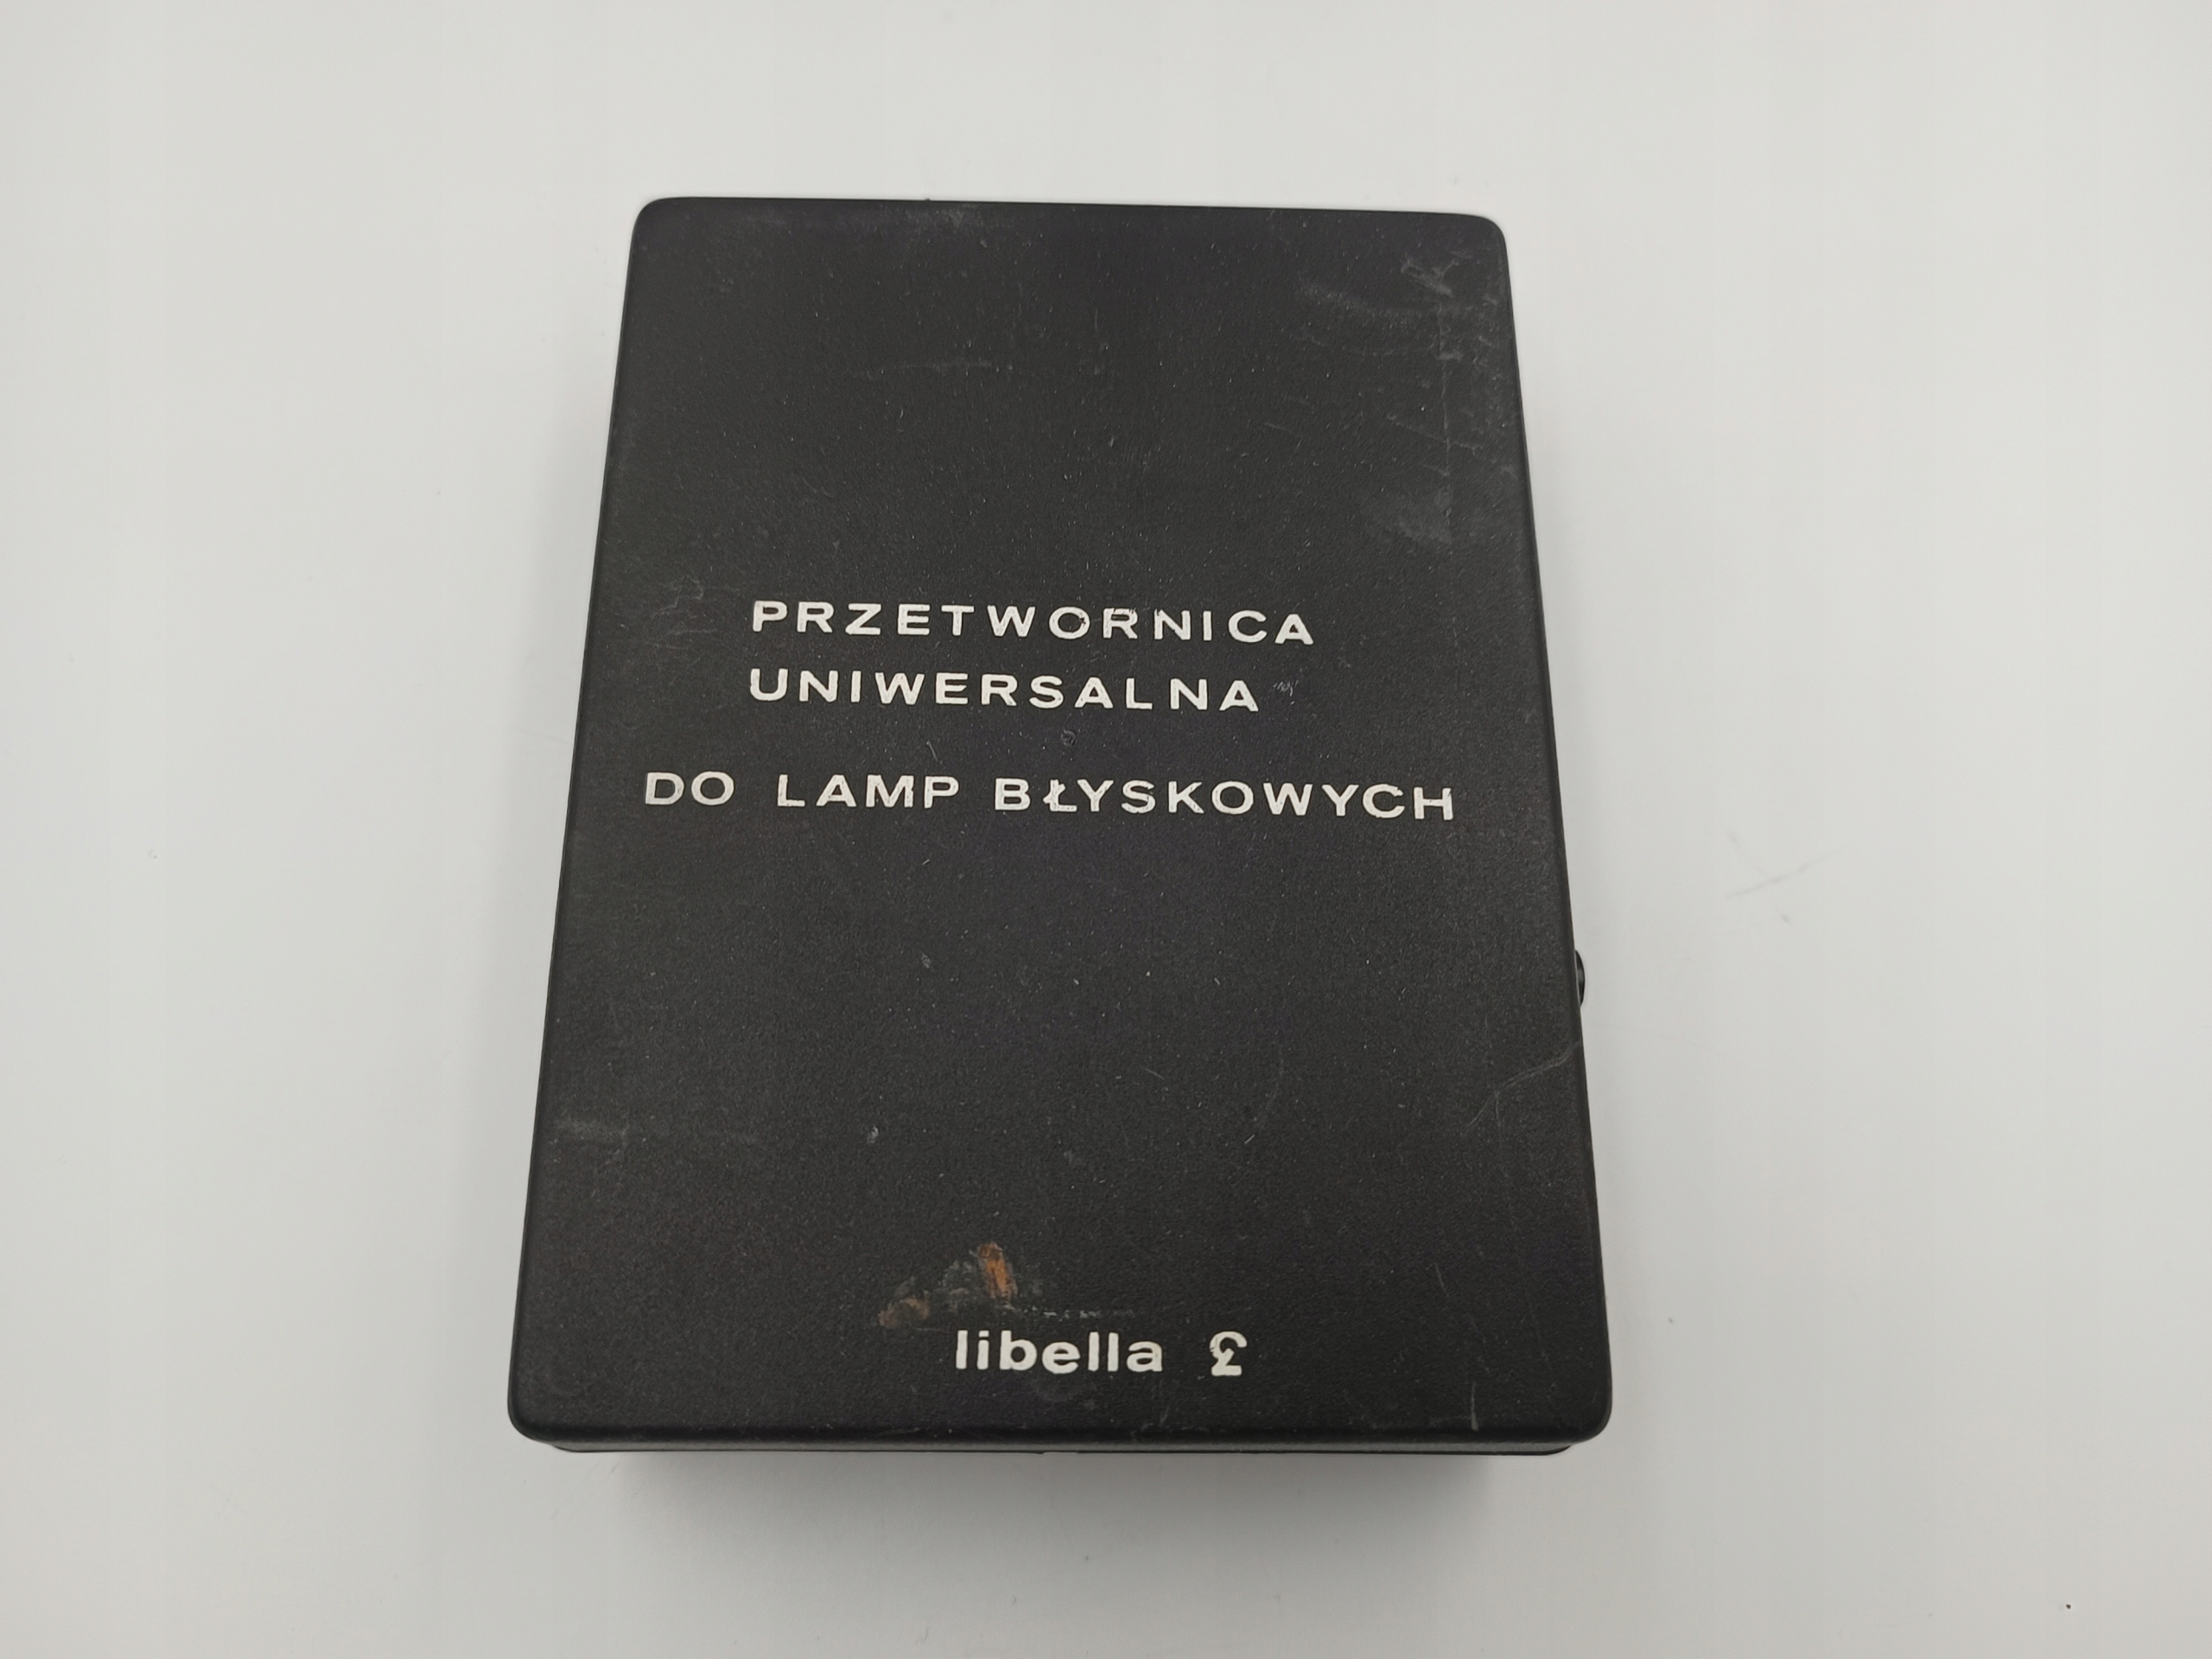 PRZETWORNICA
UNIWERSALNA
DO LAMP BŁYSKOWYCH
libella